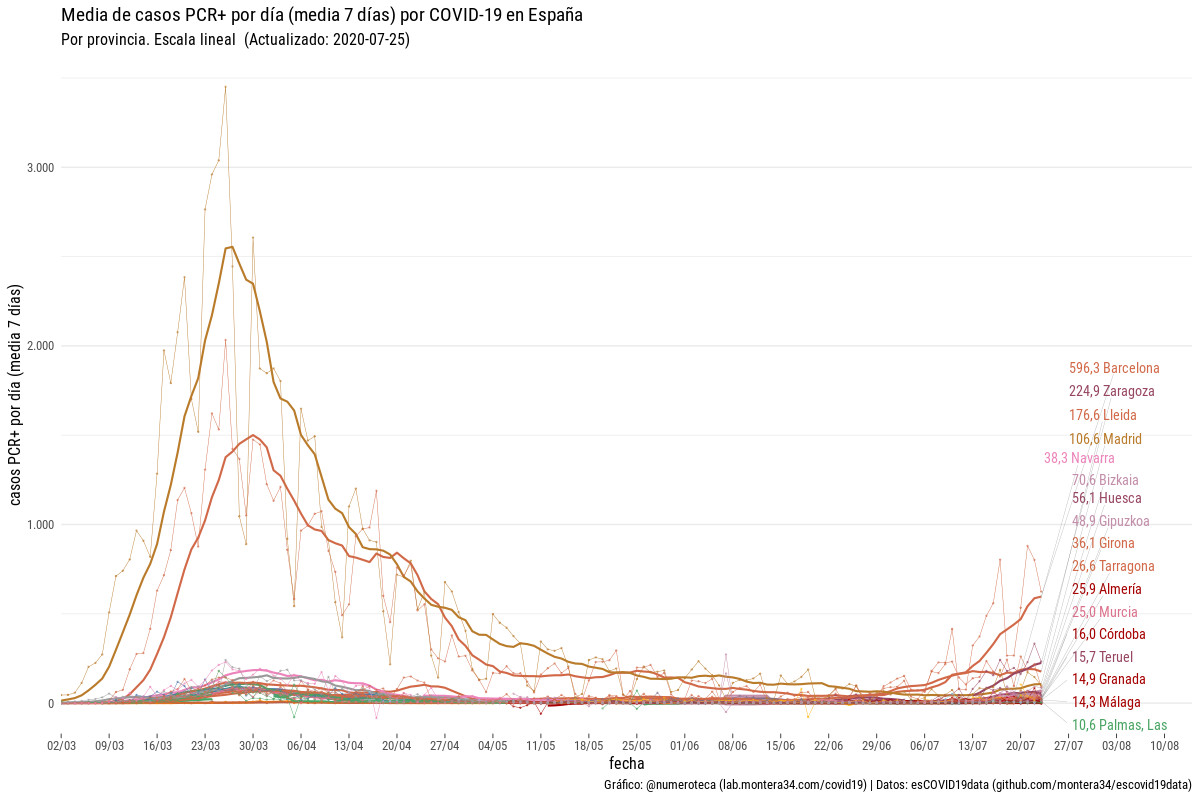 Media de casos PCR+ por día (media 7 días) por COVID-19 en España
Por provincia. Escala lineal (Actualizado: 2020-07-25)
casos PCR+ por día (media 7 días)
3.000
2.000
1.000
0
596,3 Barcelona
224,9 Zaragoza
176,6 Lleida
106,6 Madrid
38,3 Navarra
70,6 Bizkaia
56,1 Huesca
48,9 Gipuzkoa
36,1 Girona
26,6 Tarragona
25,9 Almería
25,0 Murcia
16,0 Córdoba
15,7 Teruel
14,9 Granada
14,3 Málaga
10,6 Palmas, Las
02/03 09/03 16/03 23/03 30/03 06/04 13/04 20/04 27/04 04/05 11/05 18/05 25/05 01/06 08/06 15/06 22/06 29/06 06/07 13/07 20/07 27/07 03/08 10/08
fecha
Gráfico: @numeroteca (lab.montera34.com/covid19) | Datos: esCOVID19data (github.com/montera34/escovid19data)